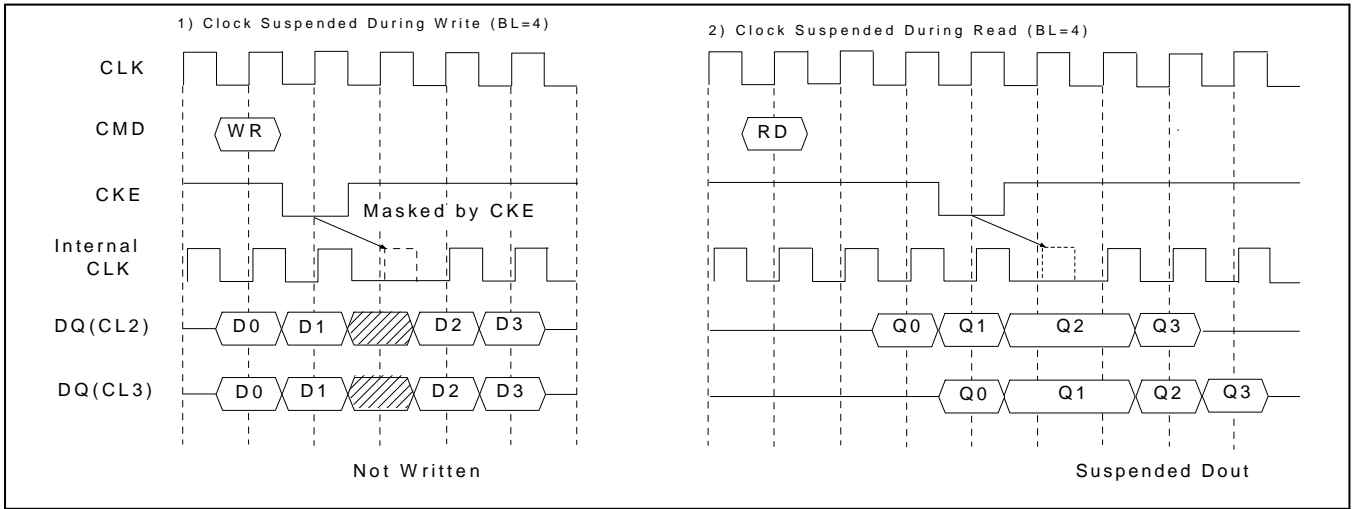 1) Clock Suspended During Write (BL=4)
2) Clock Suspended During Read (BL=4)
CLK
CMD
WR
RD
CKE
Masked by CKE
Internal
CLK
DQ(CL2)
D0 D1 D2 D3
Q0 Q1 Q2 Q3
DQ(CL3)
D0 D1 D2 D3
Q0 Q1 Q2 Q3
Not Written
Suspended Dout